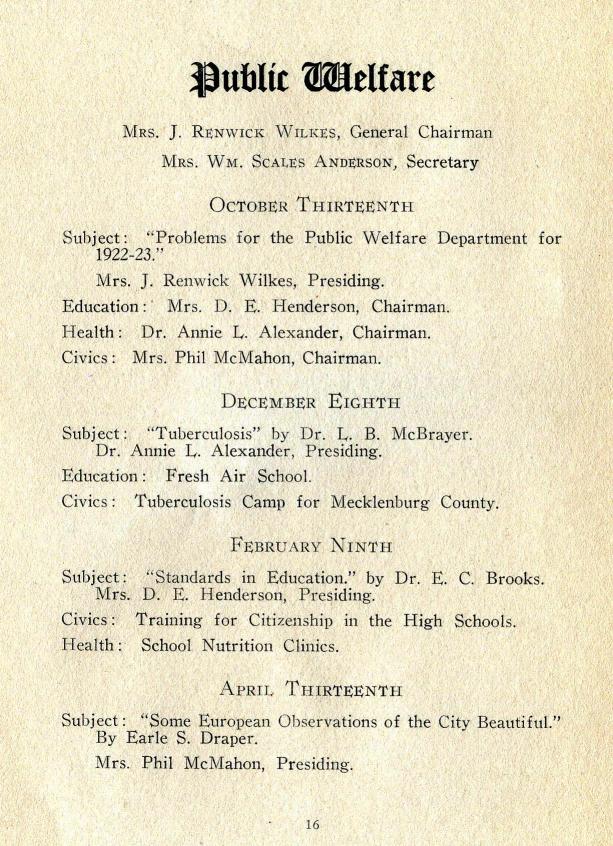 Public Welfare
Mrs. J. Renwick Wilkes, General Chairman
Mrs. Wm. Scales Anderson, Secretary
October Thirteenth
Subject: "Problems for the Public Welfare Department for
1922-23."
Mrs. J. Renwick Wilkes, Presiding.
Education: Mrs. D. E. Henderson, Chairman.
Health: Dr. Annie L. Alexander, Chairman.
Civics: Mrs. Phil McMahon, Chairman.
December Eighth
Subject: "Tuberculosis" by Dr. L. B. McBrayer.
Dr. Annie L. Alexander, Presiding.
Education: Fresh Air School.
Civics: Tuberculosis Camp for Mecklenburg County.
February Ninth
Subject: "Standards in Education." by Dr. E. C. Brooks.
Mrs. D. E. Henderson, Presiding.
Civics: Training for Citizenship in the High Schools.
Health: School Nutrition Clinics.
April Thirteenth
Subject: "Some European Observations of the City Beautiful."
By Earle S. Draper.
Mrs. Phil McMahon, Presiding.
16